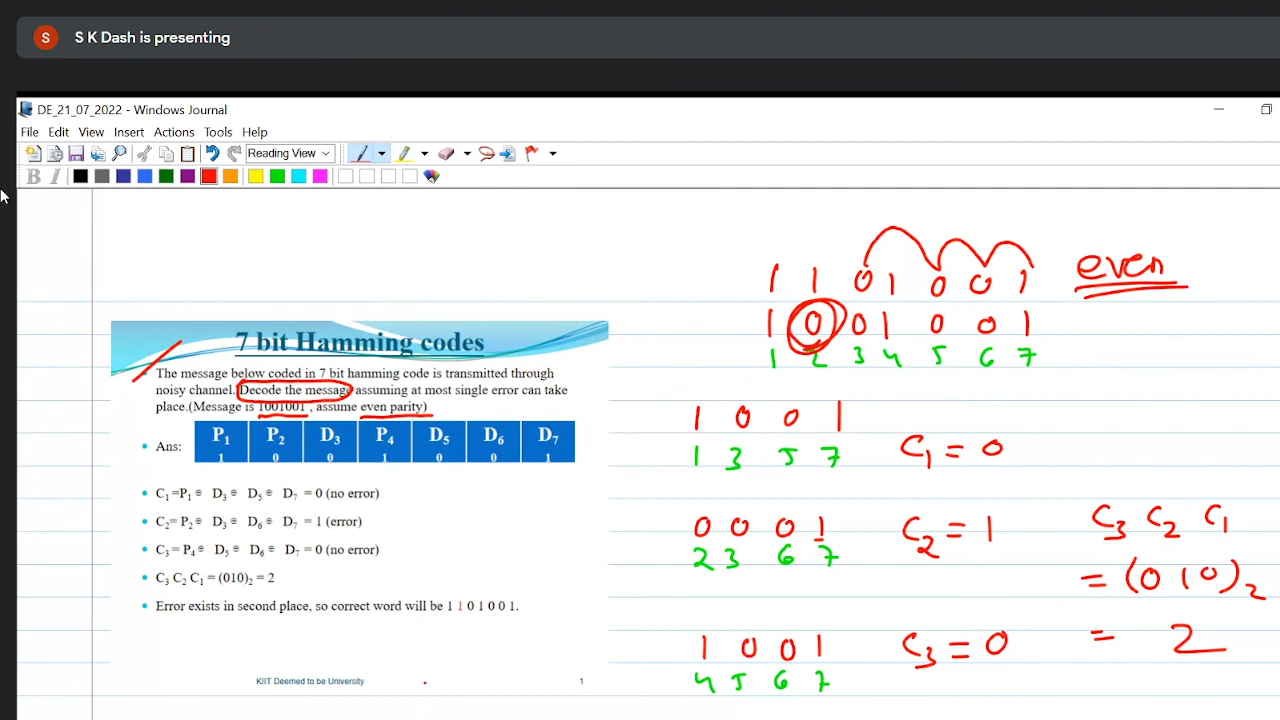 S
S K Dash is presenting
DE_21_07_2022 - Windows Journal
File Edit View Insert Actions Tools Help
Reading View
B I
7 bit Hamming codes
The message below coded in 7 bit hamming code is transmitted through
noisy channel. Decode the message assuming at most single error can take
place.(Message is 1001001 , assume even parity)
Ans:
P1 P2 D3 P4 D5 D6 D7
1 0 0 1 0 0 1
C1 =P1 ⊕ D3 ⊕ D5 ⊕ D7 = 0 (no error)
C2= P2 ⊕ D3 ⊕ D6 ⊕ D7 = 1 (error)
C3 = P4 ⊕ D5 ⊕ D6 ⊕ D7 = 0 (no error)
C3 C2 C1 = (010)2 = 2
Error exists in second place, so correct word will be 1 1 0 1 0 0 1.
KIIT Deemed to be University 1
1 1 0 1 0 0 1 even
1 0 0 1 0 0 1
1 2 3 4 5 6 7
1 0 0 1
1 3 5 7 C1 = 0
0 0 0 1 C2 = 1
2 3 6 7
1 0 0 1 C3 = 0
4 5 6 7
C3 C2 C1
= (0 1 0)2
= 2